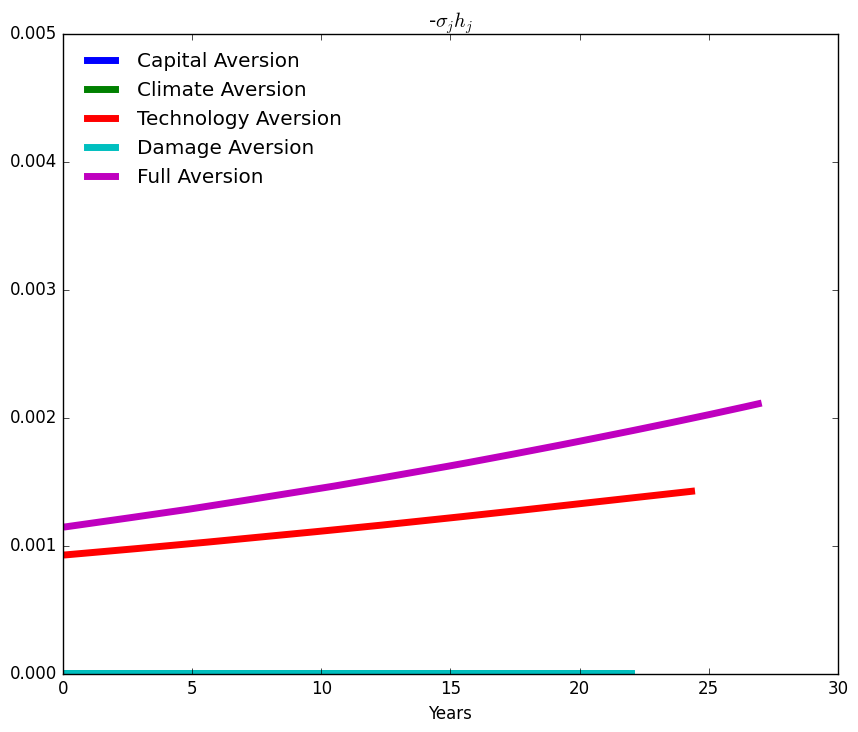 -σⱼhⱼ
0.005
Capital Aversion
Climate Aversion
Technology Aversion
Damage Aversion
Full Aversion
0.004
0.003
0.002
0.001
0.000
0 5 10 15 20 25 30
Years